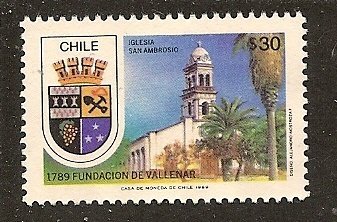 CHILE
IGLESIA
SAN AMBROSIO
$30
1789 FUNDACION DE VALLENAR
CASA DE MONEDA DE CHILE 1989